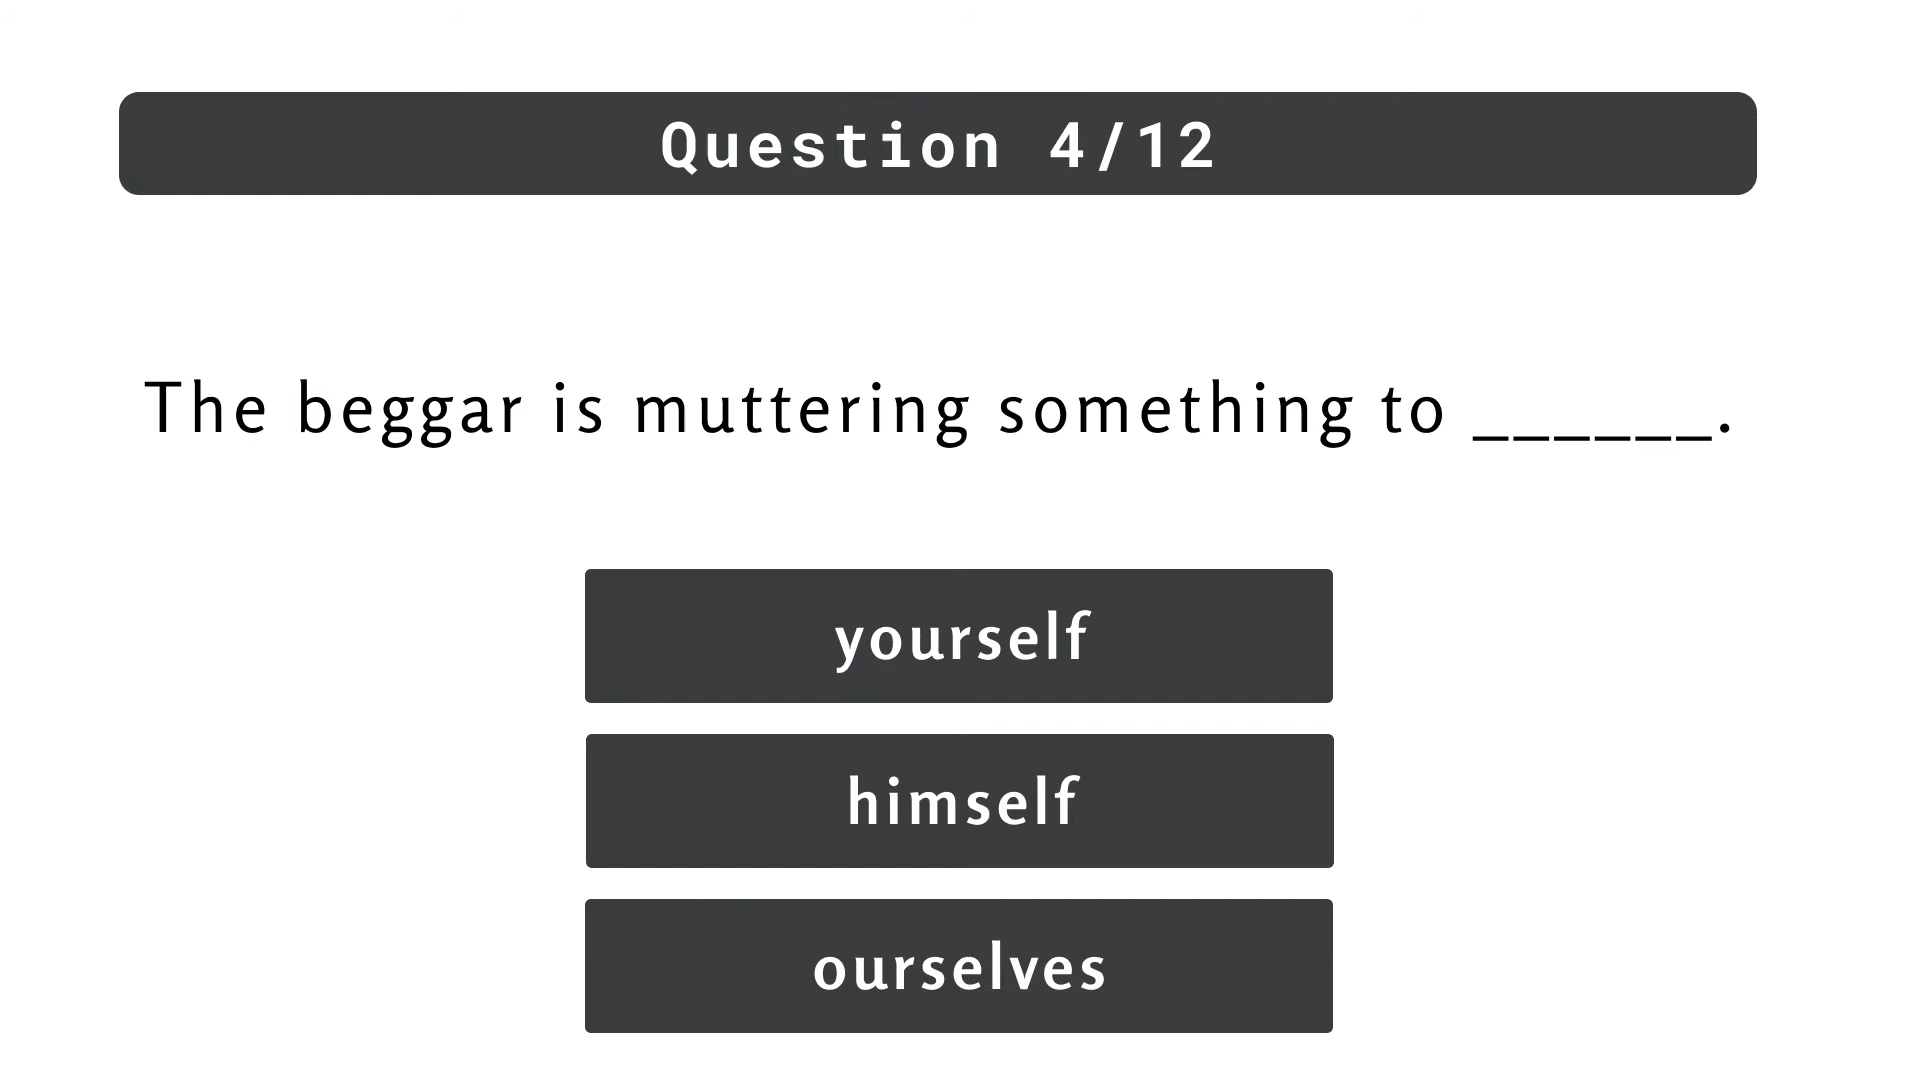 Question 4/12
The beggar is muttering something to ______.
yourself
himself
ourselves